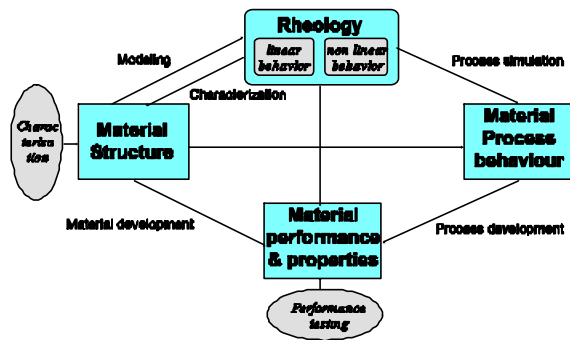 Rheology
linear
behavior
non linear
behavior
Modeling
Process simulation
Characterization
Charac
teriza
tion
Material
Structure
Material
Process
behaviour
Material development
Material
performance
& properties
Process development
Performance
testing